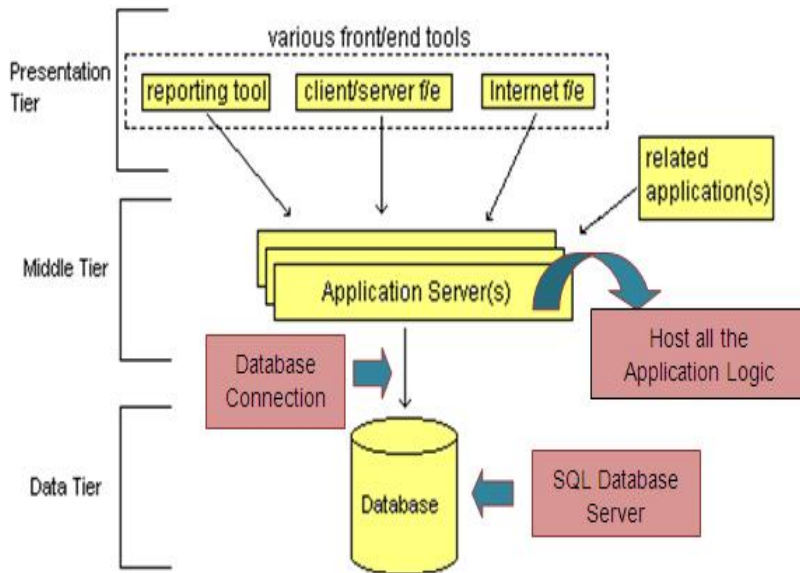 various front/end tools
Presentation
Tier
reporting tool
client/server f/e
Internet f/e
related
application(s)
Middle Tier
Application Server(s)
Host all the
Application Logic
Database
Connection
Data Tier
Database
SQL Database
Server